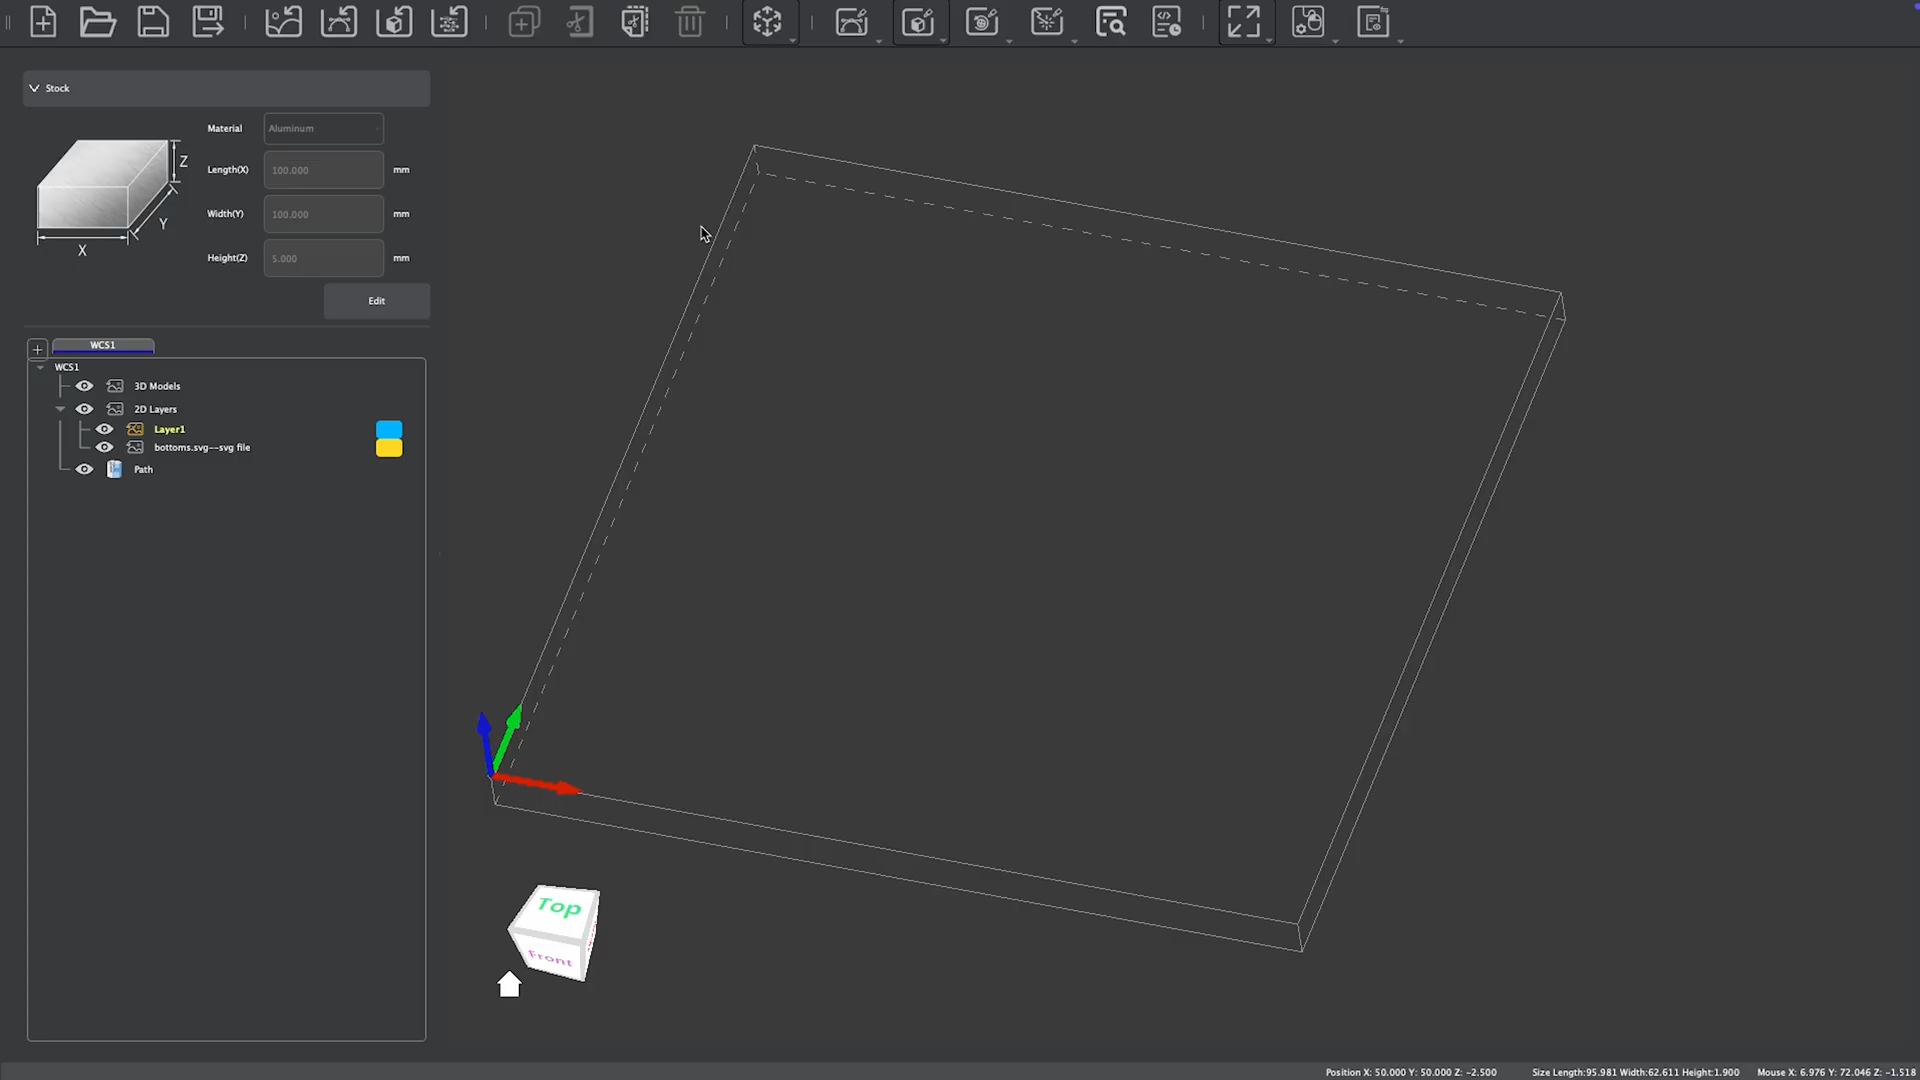 Stock
Material Aluminum
Length(X) 100.000 mm
Width(Y) 100.000 mm
Height(Z) 5.000 mm
Z
Y
X
Edit
WCS1
WCS1
3D Models
2D Layers
Layer1
bottoms.svg--svg file
Path
Top
Front
Position X: 50.000 Y: 50.000 Z: -2.500 Size Length:95.981 Width:62.611 Height:1.900 Mouse X: 6.976 Y: 72.046 Z: -1.518